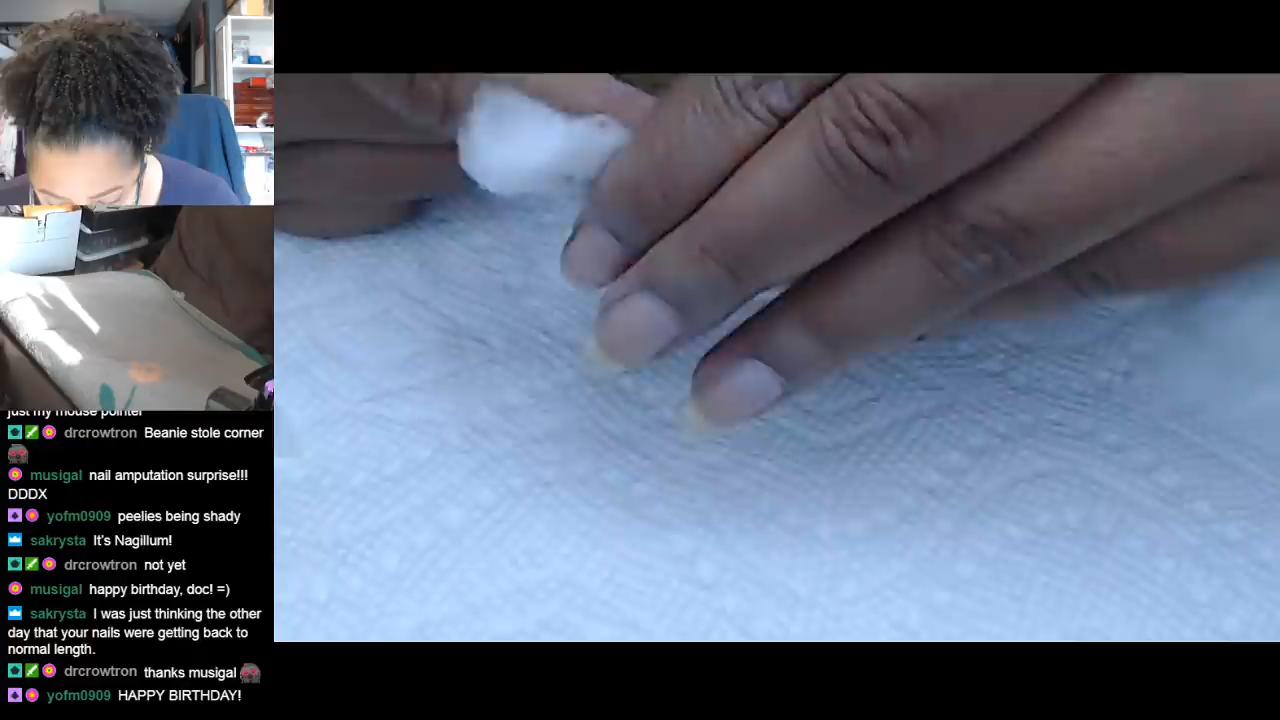 just my mouse pointer
drcrowtron Beanie stole corner
musigal nail amputation surprise!!!
DDDX
yofm0909 peelies being shady
sakrysta It's Nagillum!
drcrowtron not yet
musigal happy birthday, doc! =)
sakrysta I was just thinking the other
day that your nails were getting back to
normal length.
drcrowtron thanks musigal
yofm0909 HAPPY BIRTHDAY!